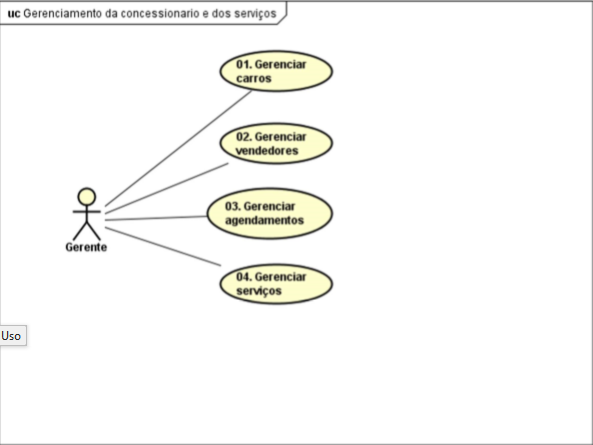 uc Gerenciamento da concessionario e dos serviços
01. Gerenciar
carros
02. Gerenciar
vendedores
03. Gerenciar
agendamentos
Gerente
04. Gerenciar
serviços
Uso